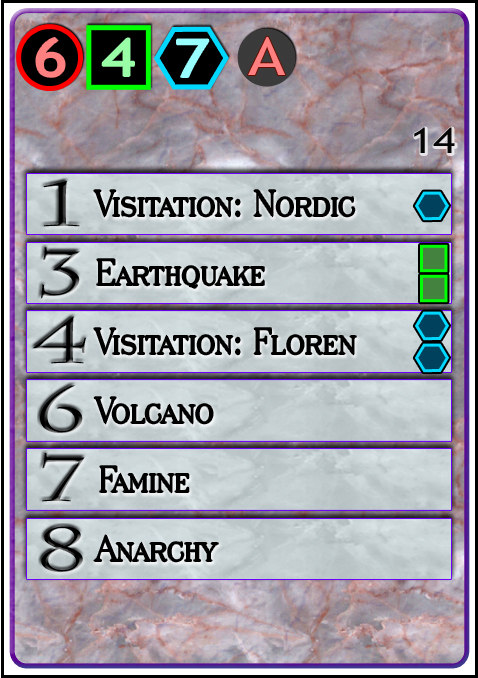 6 4 7 A
14
1 Visitation: Nordic
3 Earthquake
4 Visitation: Floren
6 Volcano
7 Famine
8 Anarchy